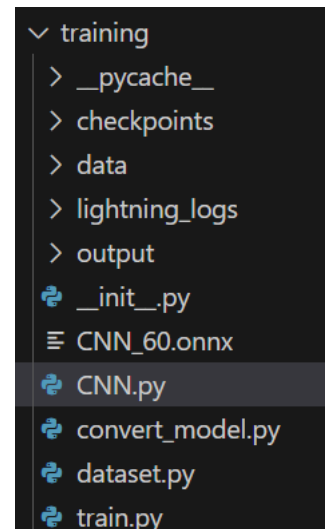 training
__pycache__
checkpoints
data
lightning_logs
output
__init__.py
CNN_60.onnx
CNN.py
convert_model.py
dataset.py
train.py